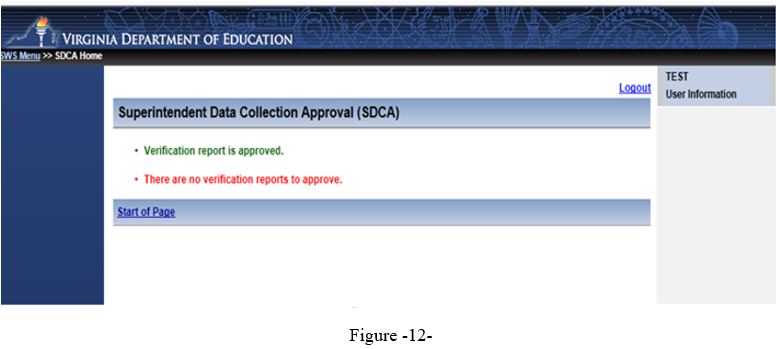 VIRGINIA DEPARTMENT OF EDUCATION
SWS Menu >> SDCA Home
TEST
Logout
User Information
Superintendent Data Collection Approval (SDCA)
• Verification report is approved.
• There are no verification reports to approve.
Start of Page
Figure -12-